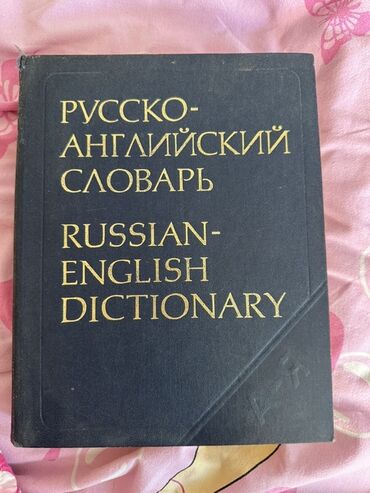 РУССКО-
АНГЛИЙСКИЙ
СЛОВАРЬ
RUSSIAN-
ENGLISH
DICTIONARY
А-Я